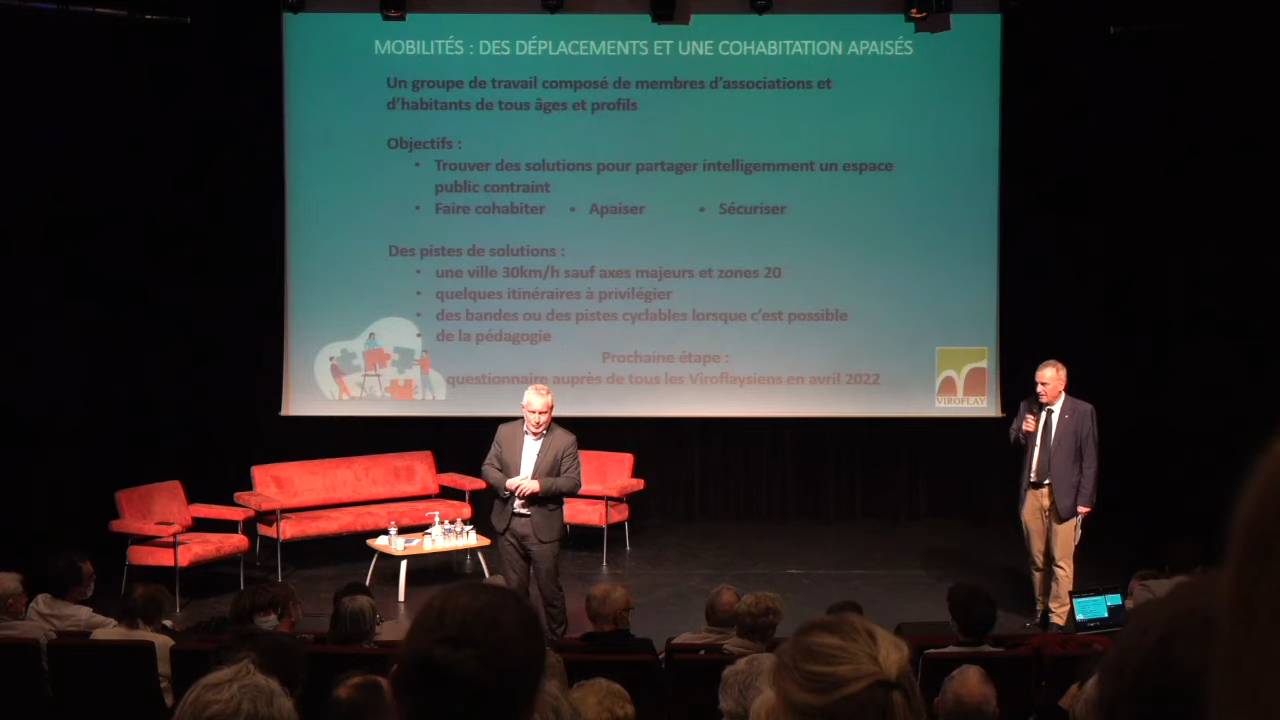 MOBILITÉS : DES DÉPLACEMENTS ET UNE COHABITATION APAISÉS
Un groupe de travail composé de membres d'associations et
d'habitants de tous âges et profils
Objectifs :
• Trouver des solutions pour partager intelligemment un espace
public contraint
• Faire cohabiter • Apaiser • Sécuriser
Des pistes de solutions :
• une ville 30km/h sauf axes majeurs et zones 20
• quelques itinéraires à privilégier
• des bandes ou des pistes cyclables lorsque c'est possible
• de la pédagogie
Prochaine étape :
questionnaire auprès de tous les Viroflaysiens en avril 2022
VIROFLAY